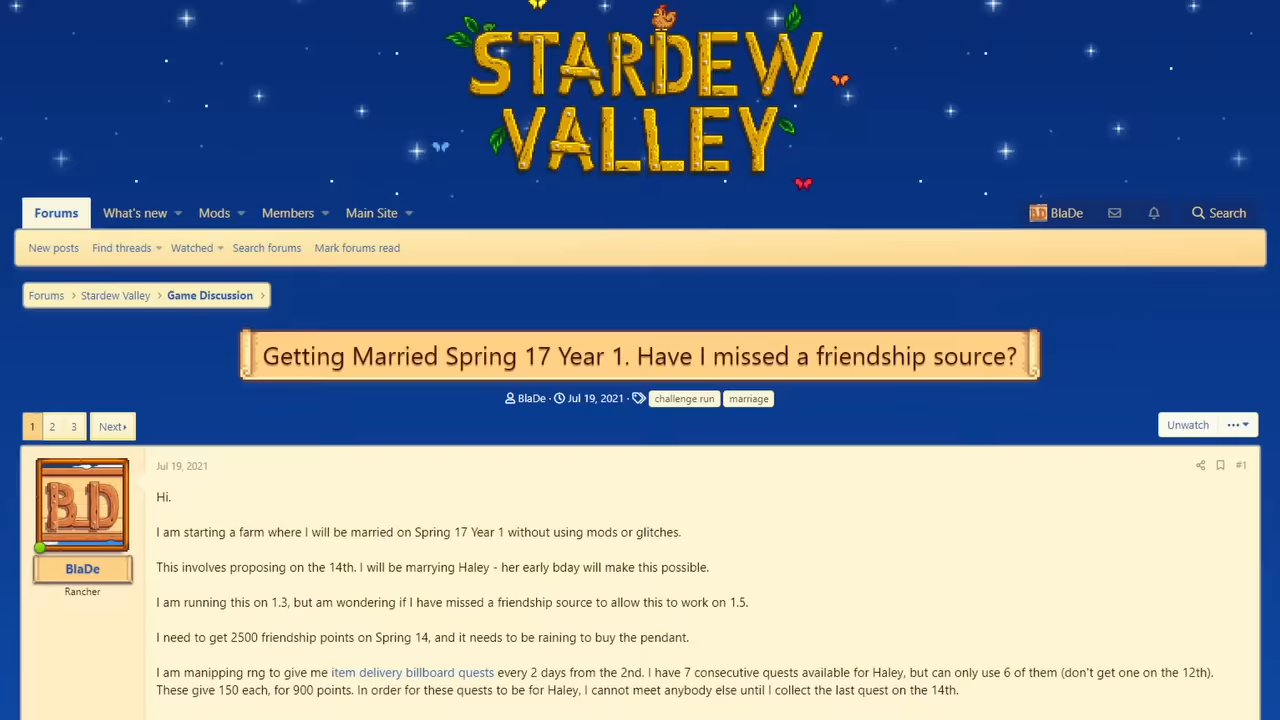 STARDEW
VALLEY
Forums What's new Mods Members Main Site BlaDe Search
New posts Find threads Watched Search forums Mark forums read
Forums Stardew Valley Game Discussion
Getting Married Spring 17 Year 1. Have I missed a friendship source?
BlaDe · Jul 19, 2021 · challenge run marriage
1 2 3 Next Unwatch
Jul 19, 2021 #1
BD
BlaDe
Rancher
Hi.
I am starting a farm where I will be married on Spring 17 Year 1 without using mods or glitches.
This involves proposing on the 14th. I will be marrying Haley - her early bday will make this possible.
I am running this on 1.3, but am wondering if I have missed a friendship source to allow this to work on 1.5.
I need to get 2500 friendship points on Spring 14, and it needs to be raining to buy the pendant.
I am manipping rng to give me item delivery billboard quests every 2 days from the 2nd. I have 7 consecutive quests available for Haley, but can only use 6 of them (don't get one on the 12th).
These give 150 each, for 900 points. In order for these quests to be for Haley, I cannot meet anybody else until I collect the last quest on the 14th.